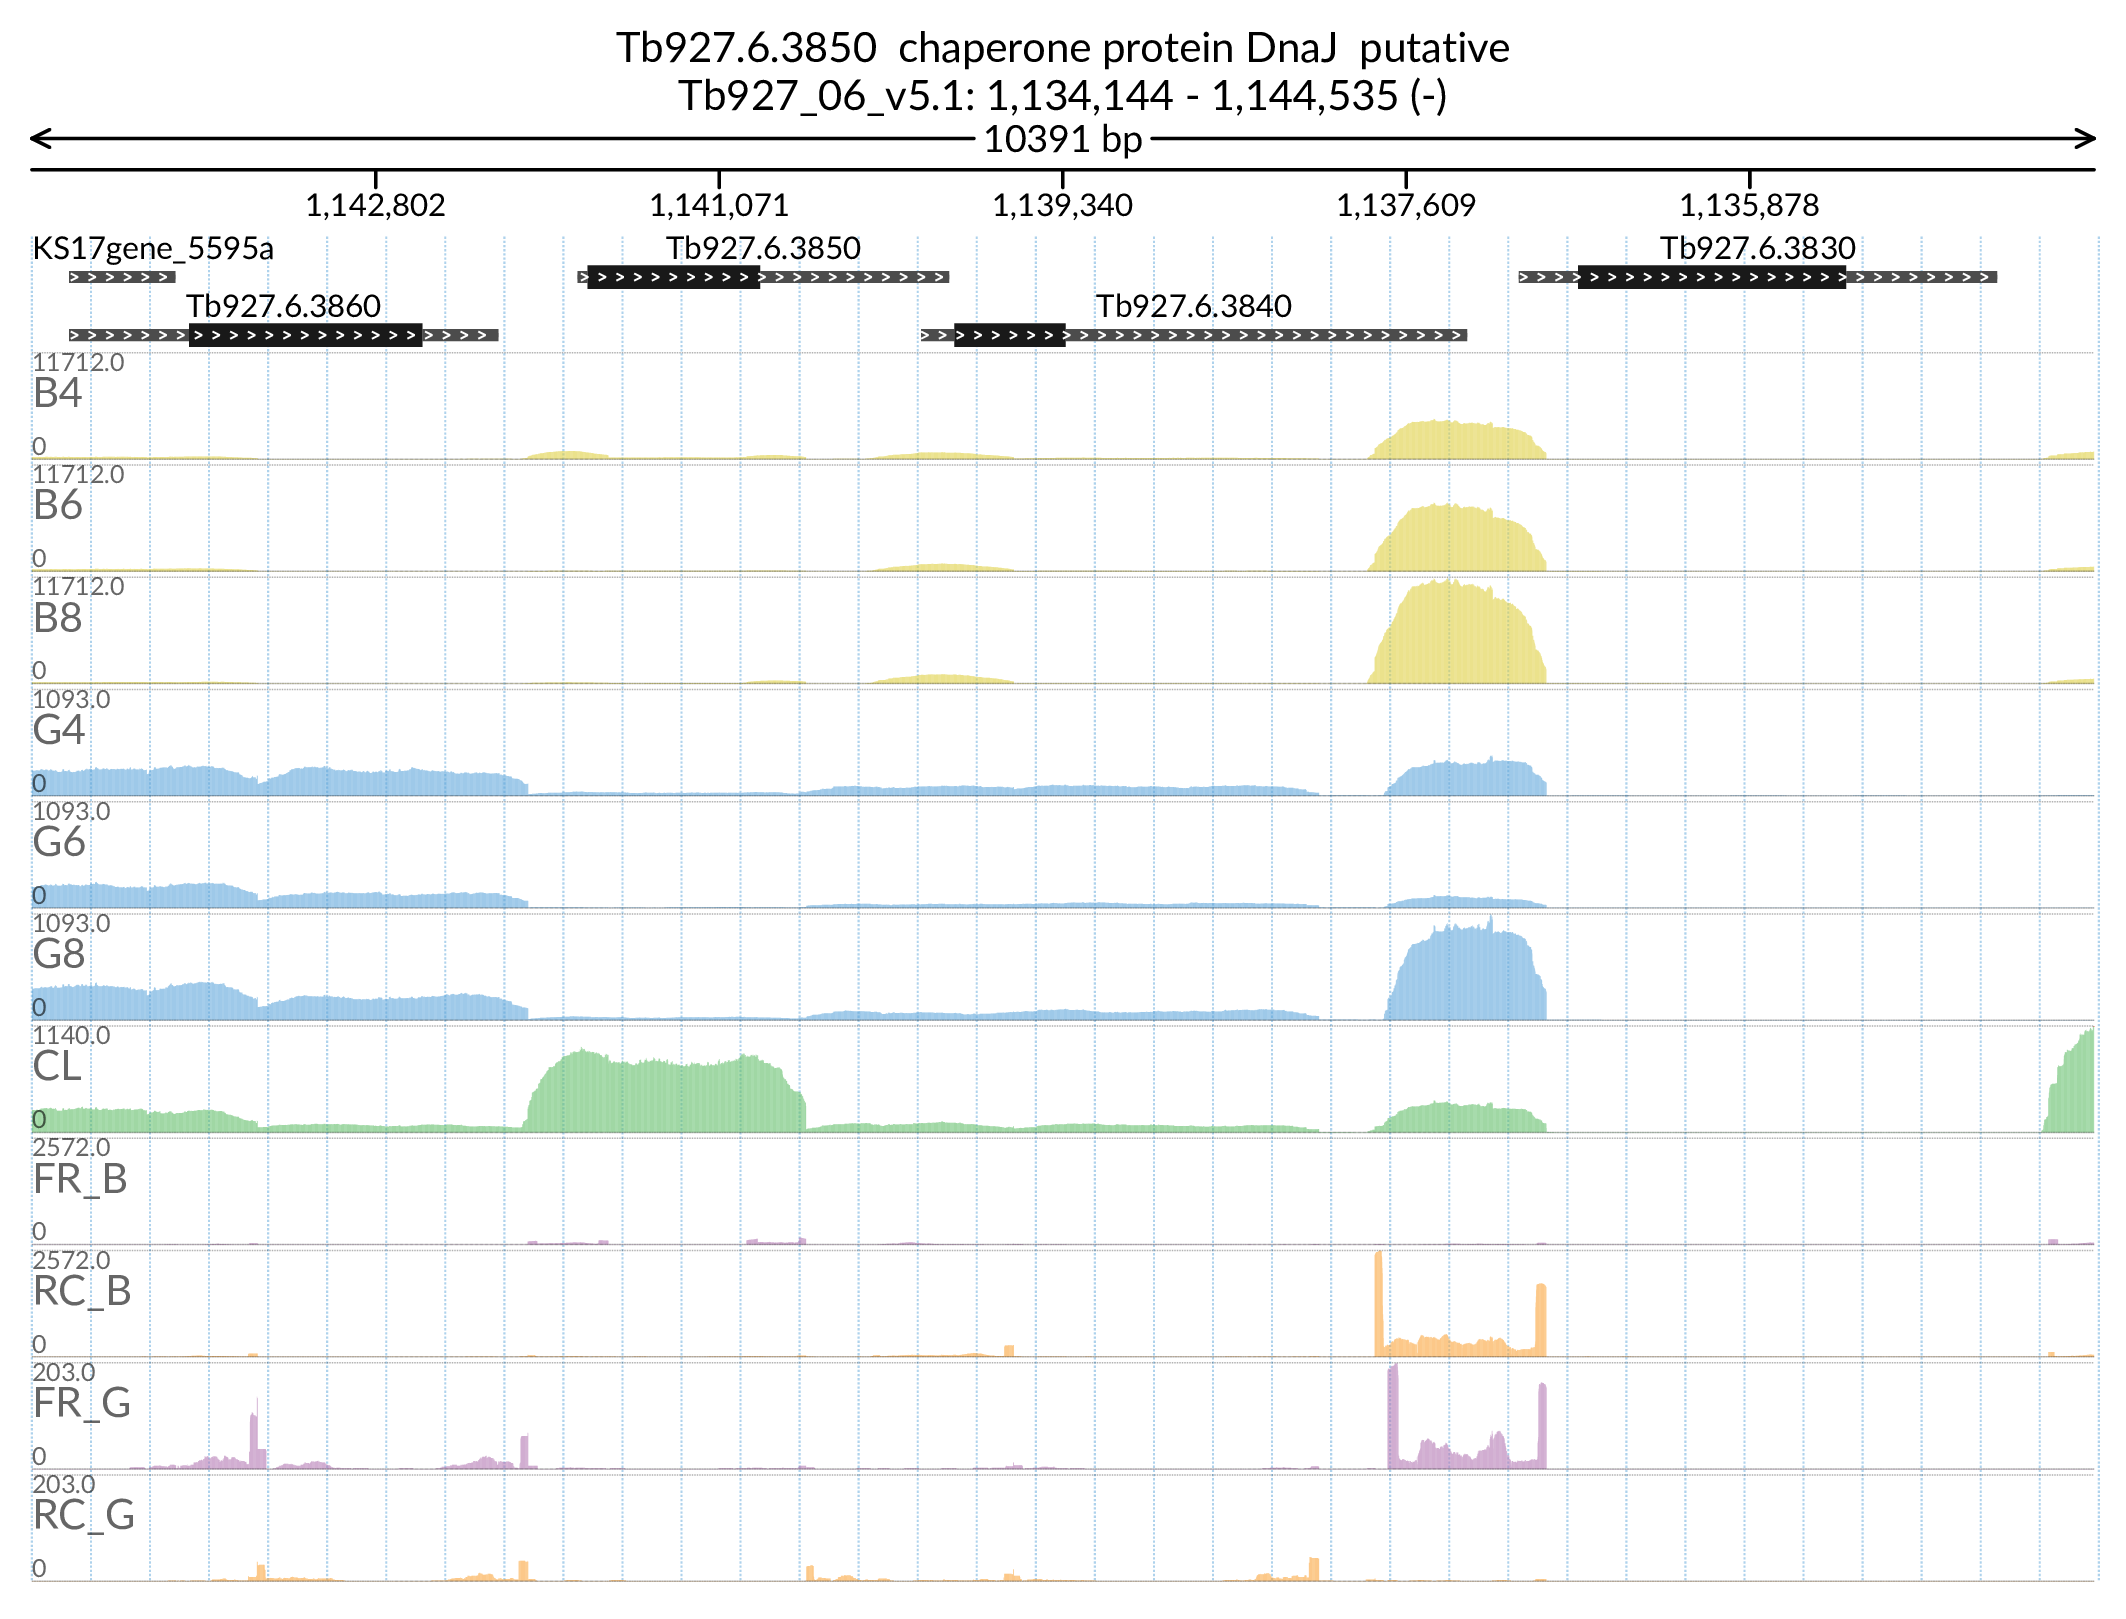 Tb927.6.3850  chaperone protein DnaJ  putative
Tb927_06_v5.1: 1,134,144 - 1,144,535 (-)
10391 bp
1,142,802 1,141,071 1,139,340 1,137,609 1,135,878
KS17gene_5595a Tb927.6.3850 Tb927.6.3830
Tb927.6.3860 Tb927.6.3840
11712.0
B4
0
11712.0
B6
0
11712.0
B8
0
1093.0
G4
0
1093.0
G6
0
1093.0
G8
0
1140.0
CL
0
2572.0
FR_B
0
2572.0
RC_B
0
203.0
FR_G
0
203.0
RC_G
0